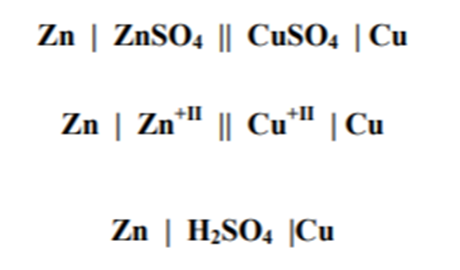 Zn | ZnSO₄ || CuSO₄ | Cu
Zn | Zn⁺ᴵᴵ || Cu⁺ᴵᴵ | Cu
Zn | H₂SO₄ |Cu